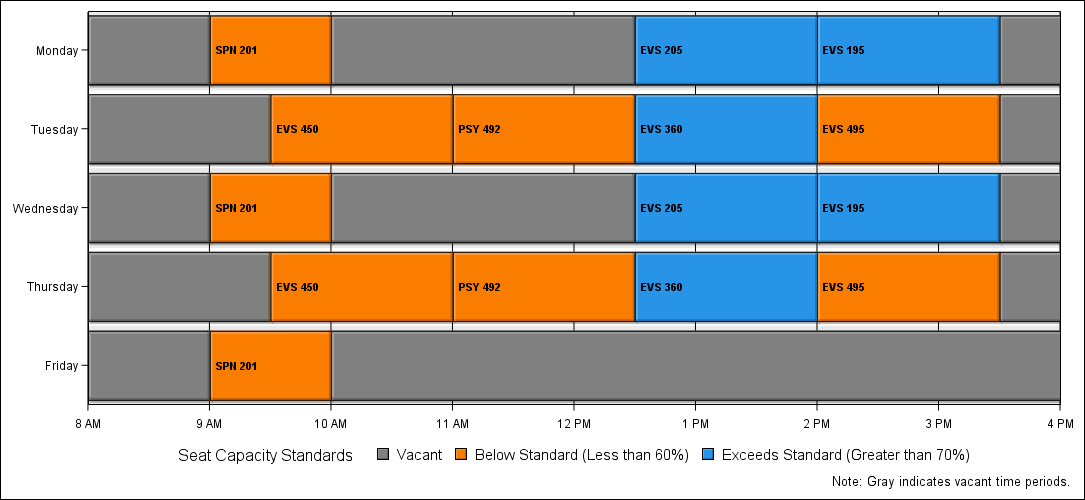 Monday
SPN 201
EVS 205
EVS 195
Tuesday
EVS 450
PSY 492
EVS 360
EVS 495
Wednesday
SPN 201
EVS 205
EVS 195
Thursday
EVS 450
PSY 492
EVS 360
EVS 495
Friday
SPN 201
8 AM 9 AM 10 AM 11 AM 12 PM 1 PM 2 PM 3 PM 4 PM
Seat Capacity Standards Vacant Below Standard (Less than 60%) Exceeds Standard (Greater than 70%)
Note: Gray indicates vacant time periods.